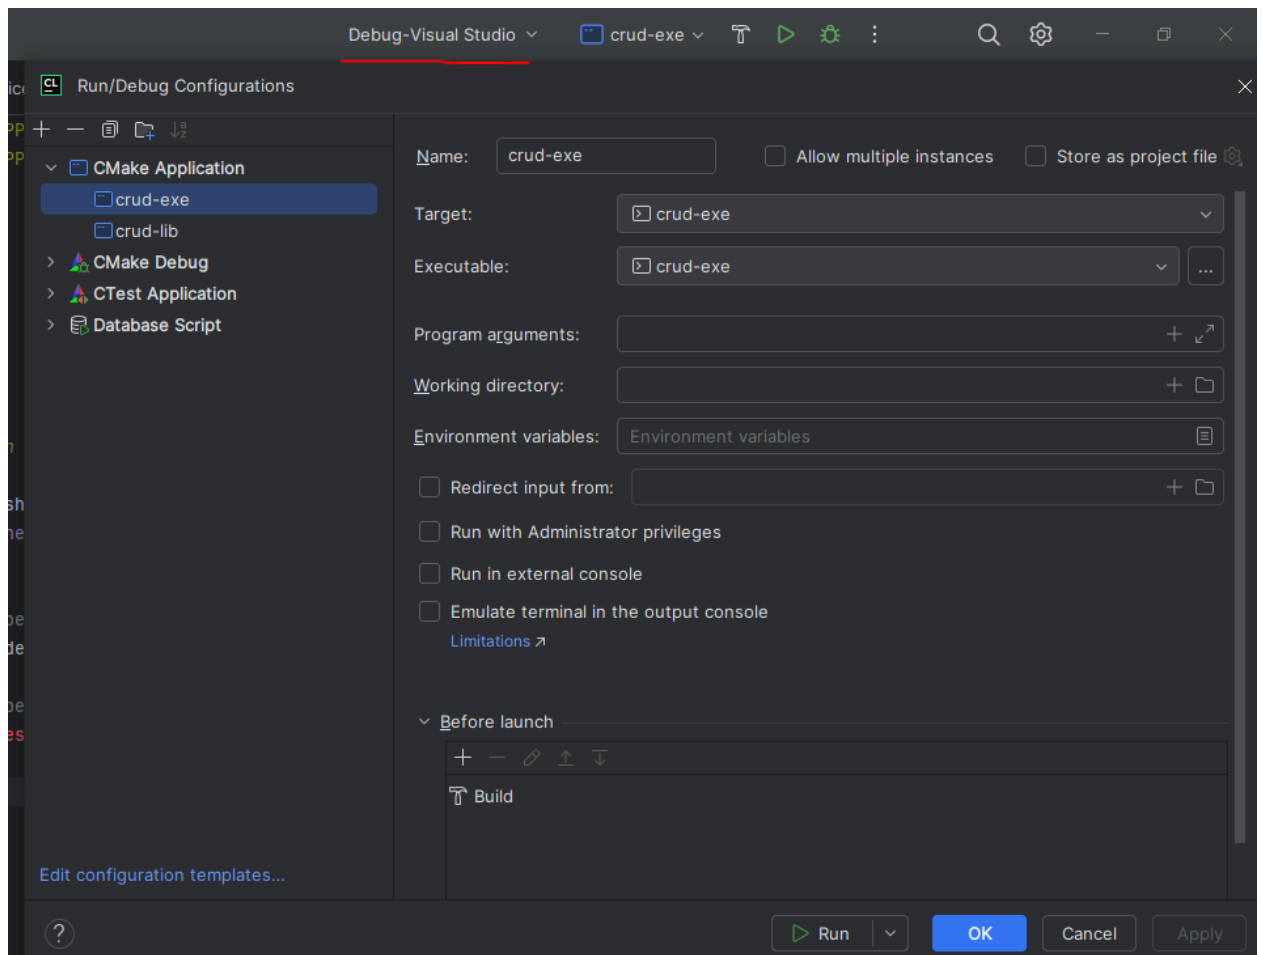 Debug-Visual Studio
crud-exe
CL
Run/Debug Configurations
Name:
crud-exe
Allow multiple instances
Store as project file
CMake Application
crud-exe
Target:
crud-exe
crud-lib
CMake Debug
Executable:
crud-exe
...
CTest Application
Database Script
Program arguments:
Working directory:
Environment variables:
Environment variables
Redirect input from:
Run with Administrator privileges
Run in external console
Emulate terminal in the output console
Limitations ↗
Before launch
Build
Edit configuration templates...
?
Run
OK
Cancel
Apply